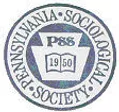 PENNSYLVANIA SOCIOLOGICAL SOCIETY
PSS
1950